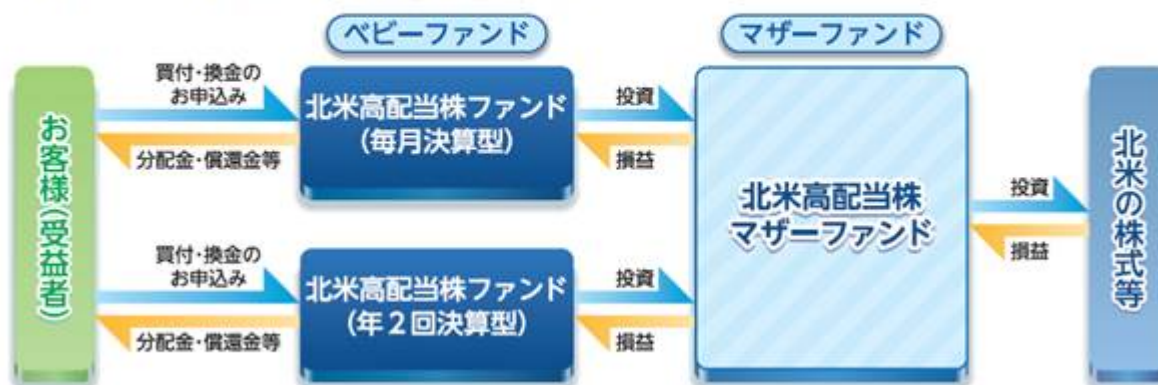 ベビーファンド
マザーファンド
お客様(受益者)
買付・換金の
お申込み
分配金・償還金等
北米高配当株ファンド
(毎月決算型)
投資
損益
買付・換金の
お申込み
分配金・償還金等
北米高配当株ファンド
(年２回決算型)
投資
損益
北米高配当株
マザーファンド
投資
損益
北米の株式等